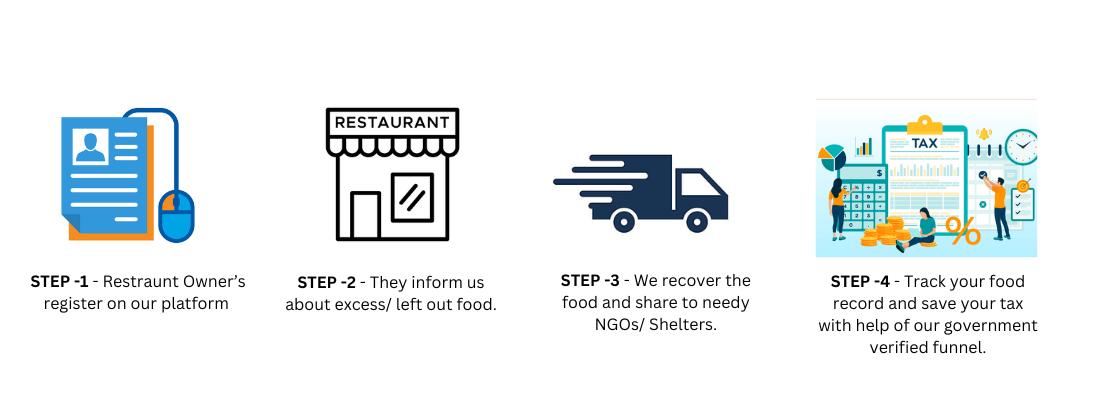 RESTAURANT
TAX
$
%
STEP -1 - Restraunt Owner's
register on our platform
STEP -2 - They inform us
about excess/ left out food.
STEP -3 - We recover the
food and share to needy
NGOs/ Shelters.
STEP -4 - Track your food
record and save your tax
with help of our government
verified funnel.